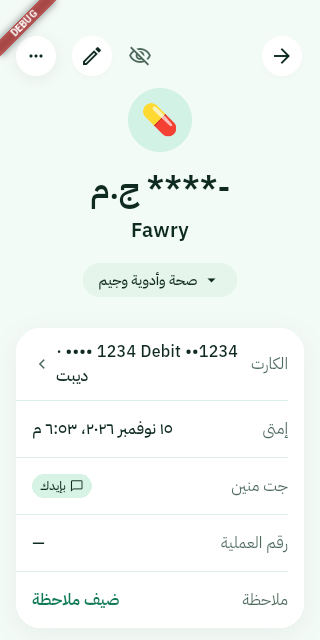 DEBUG
-**** ج.م
Fawry
صحة وأدوية وجيم
الكارت
· •••• 1234 Debit ••1234
ديبت
إمتى
١٥ نوفمبر ٢٠٢٦، ٦:٥٣ م
جت منين
بإيدك
رقم العملية
—
ملاحظة
ضيف ملاحظة